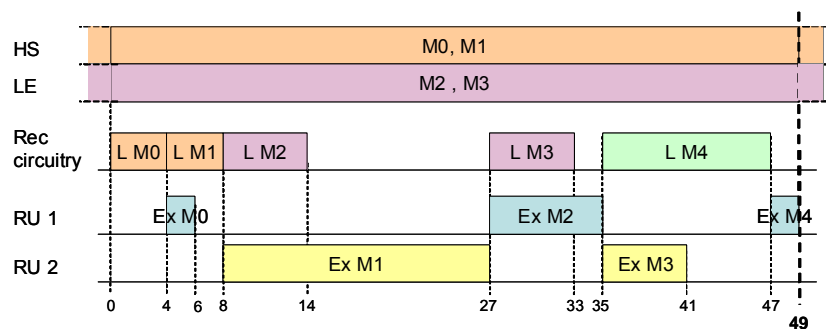 HS M0, M1
LE M2 , M3
Rec circuitry L M0 L M1 L M2 L M3 L M4
RU 1 Ex M0 Ex M2 Ex M4
RU 2 Ex M1 Ex M3
0 4 6 8 14 27 33 35 41 47
49